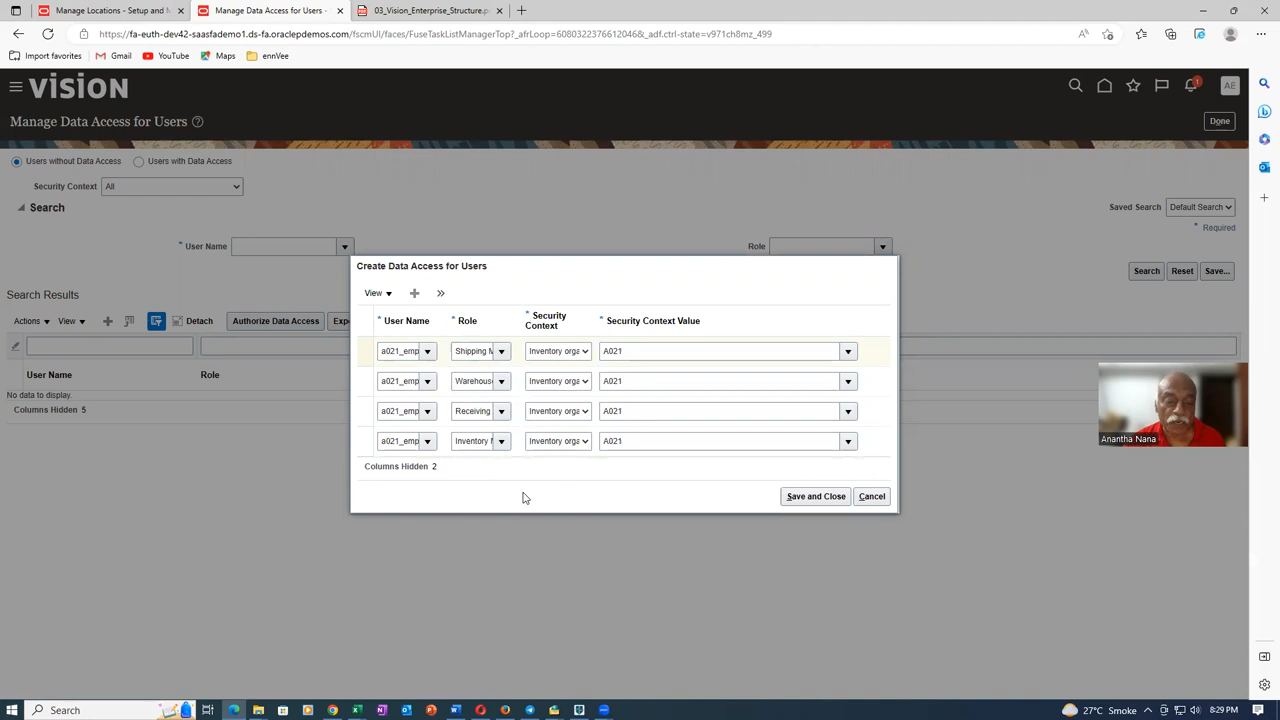 Manage Locations - Setup and M
Manage Data Access for Users -
03_Vision_Enterprise_Structure.p
https://fa-euth-dev42-saasfademo1.ds-fa.oraclepdemos.com/fscmUI/faces/FuseTaskListManagerTop?_afrLoop=60803223766120​46&_adf.ctrl-state=v971ch8mz_499
Import favorites
Gmail
YouTube
Maps
ennVee
VISION
1
AE
Manage Data Access for Users
Done
Users without Data Access
Users with Data Access
Security Context
All
Search
Saved Search
Default Search
* Required
* User Name
Role
Search
Reset
Save...
Search Results
Actions
View
Detach
Authorize Data Access
Exp
User Name
Role
No data to display.
Columns Hidden 5
Create Data Access for Users
View
* User Name
* Role
* Security Context
* Security Context Value
a021_emp
Shipping M
Inventory orga
A021
a021_emp
Warehous
Inventory orga
A021
a021_emp
Receiving
Inventory orga
A021
a021_emp
Inventory M
Inventory orga
A021
Columns Hidden 2
Save and Close
Cancel
Anantha Nana
Search
27°C Smoke
ENG
8:29 PM